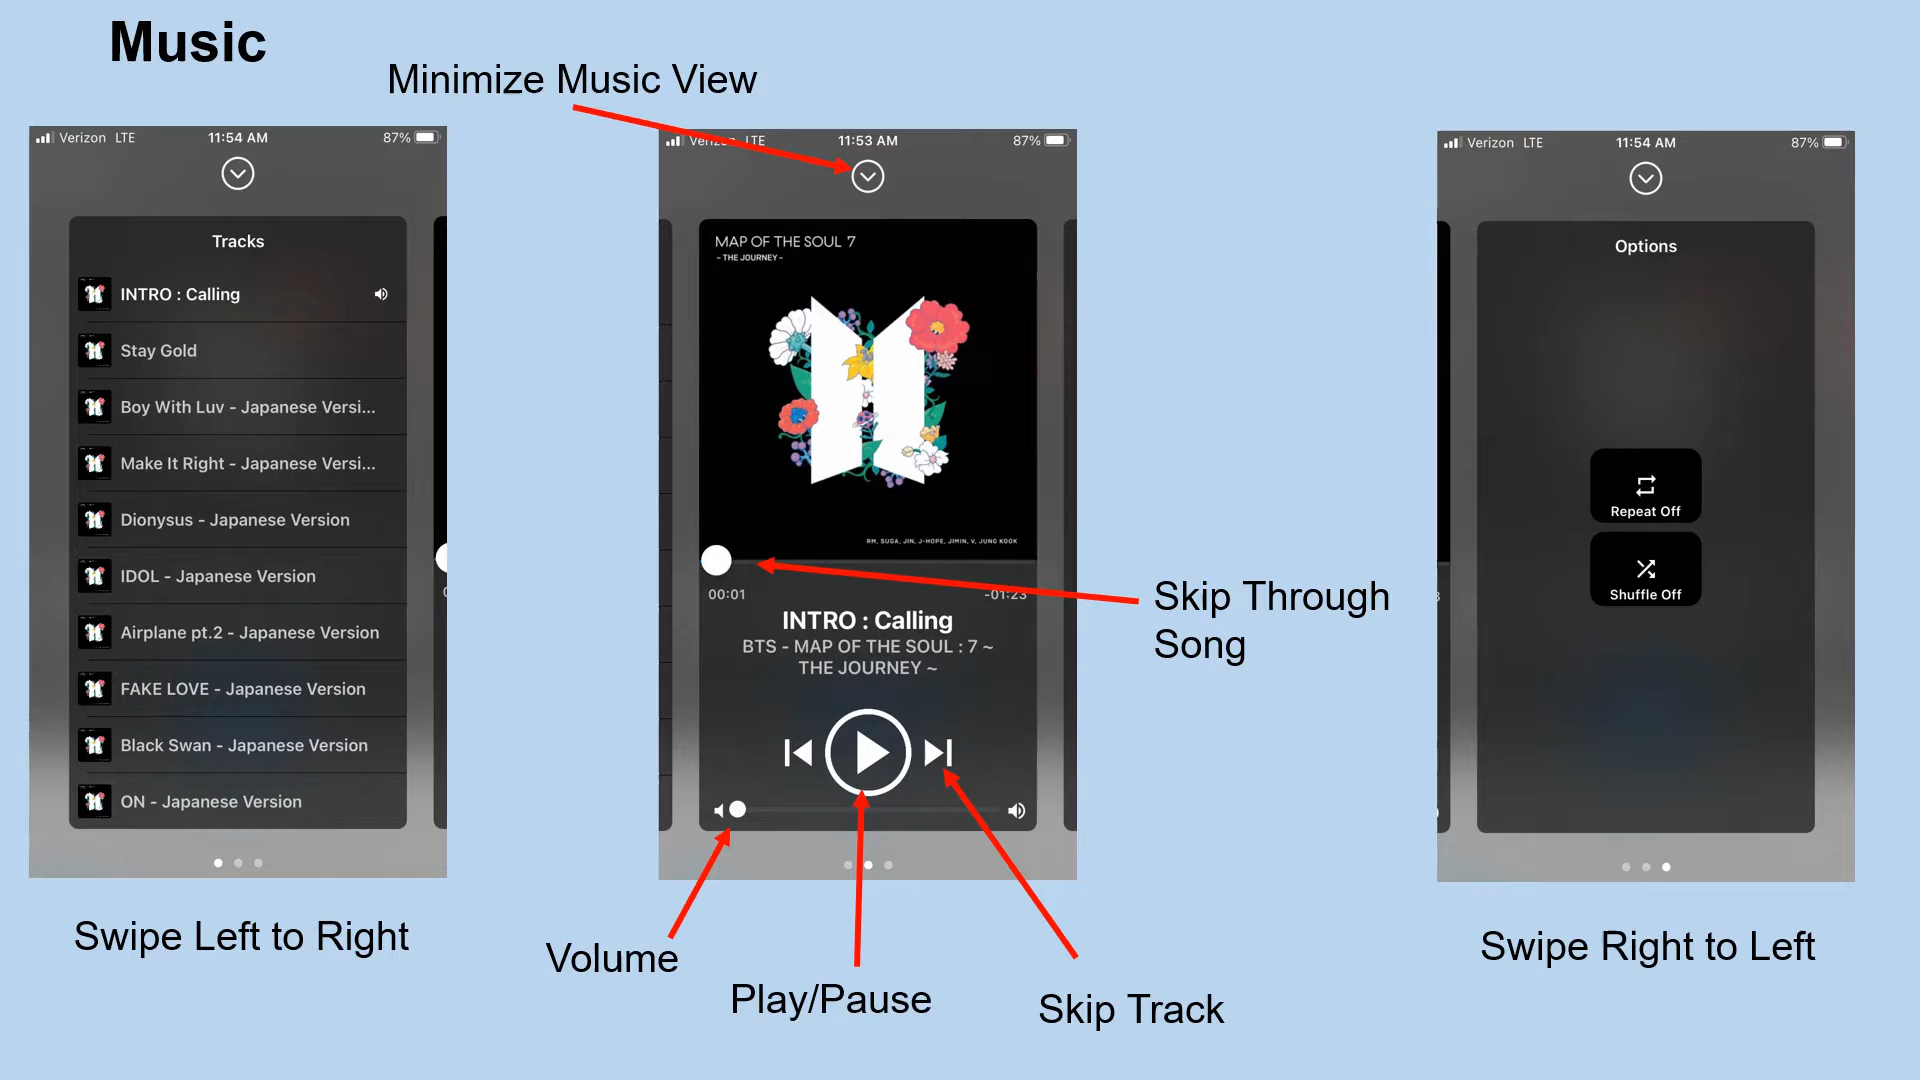 Music
Minimize Music View
Verizon LTE 11:54 AM 87%
Tracks
INTRO : Calling
Stay Gold
Boy With Luv - Japanese Versi...
Make It Right - Japanese Versi...
Dionysus - Japanese Version
IDOL - Japanese Version
Airplane pt.2 - Japanese Version
FAKE LOVE - Japanese Version
Black Swan - Japanese Version
ON - Japanese Version
Swipe Left to Right
Verizon LTE 11:53 AM 87%
MAP OF THE SOUL 7
~ THE JOURNEY ~
RM, SUGA, JIN, J-HOPE, JIMIN, V, JUNG KOOK
00:01 -01:23
INTRO : Calling
BTS - MAP OF THE SOUL : 7 ~
THE JOURNEY ~
Skip Through
Song
Volume
Play/Pause
Skip Track
Verizon LTE 11:54 AM 87%
Options
Repeat Off
Shuffle Off
Swipe Right to Left